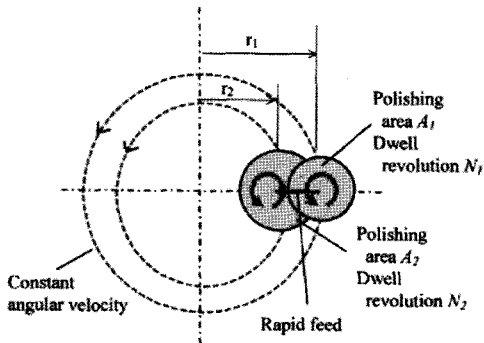 r₁
r₂
Polishing
area A₁
Dwell
revolution N₁
Polishing
area A₂
Dwell
revolution N₂
Constant
angular velocity
Rapid feed